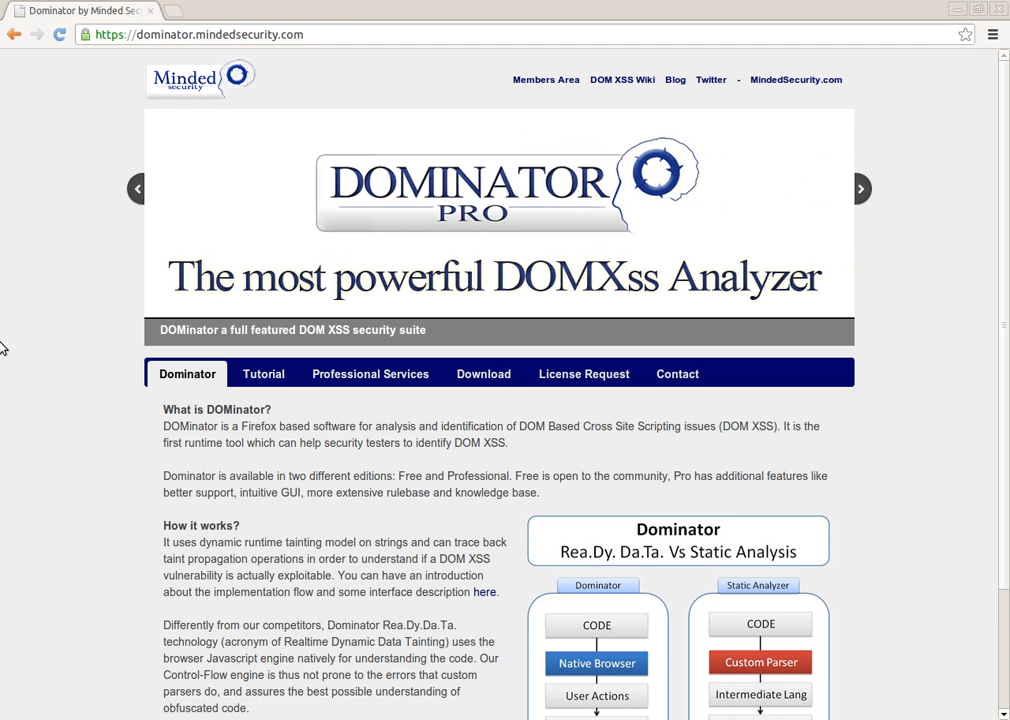 Dominator by Minded Sec
https://dominator.mindedsecurity.com
Minded
security
Members Area DOM XSS Wiki Blog Twitter - MindedSecurity.com
DOMINATOR
PRO
The most powerful DOMXss Analyzer
DOMinator a full featured DOM XSS security suite
Dominator Tutorial Professional Services Download License Request Contact
What is DOMinator?
DOMinator is a Firefox based software for analysis and identification of DOM Based Cross Site Scripting issues (DOM XSS). It is the
first runtime tool which can help security testers to identify DOM XSS.
Dominator is available in two different editions: Free and Professional. Free is open to the community, Pro has additional features like
better support, intuitive GUI, more extensive rulebase and knowledge base.
How it works?
It uses dynamic runtime tainting model on strings and can trace back
taint propagation operations in order to understand if a DOM XSS
vulnerability is actually exploitable. You can have an introduction
about the implementation flow and some interface description here.
Differently from our competitors, Dominator Rea.Dy.Da.Ta.
technology (acronym of Realtime Dynamic Data Tainting) uses the
browser Javascript engine natively for understanding the code. Our
Control-Flow engine is thus not prone to the errors that custom
parsers do, and assures the best possible understanding of
obfuscated code.
Dominator
Rea.Dy. Da.Ta. Vs Static Analysis
Dominator
CODE
Native Browser
User Actions
Static Analyzer
CODE
Custom Parser
Intermediate Lang